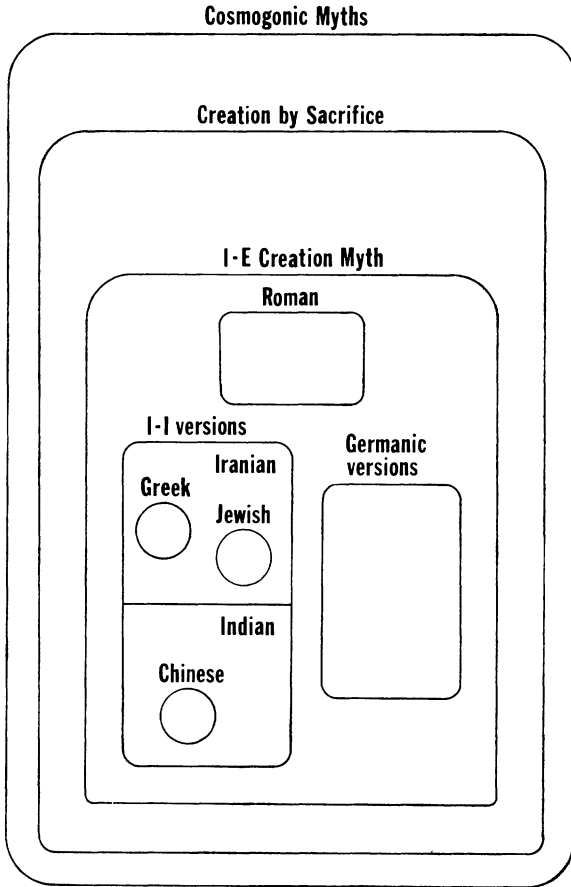 Cosmogonic Myths
Creation by Sacrifice
I-E Creation Myth
Roman
I-I versions
Iranian
Greek
Jewish
Indian
Chinese
Germanic
versions